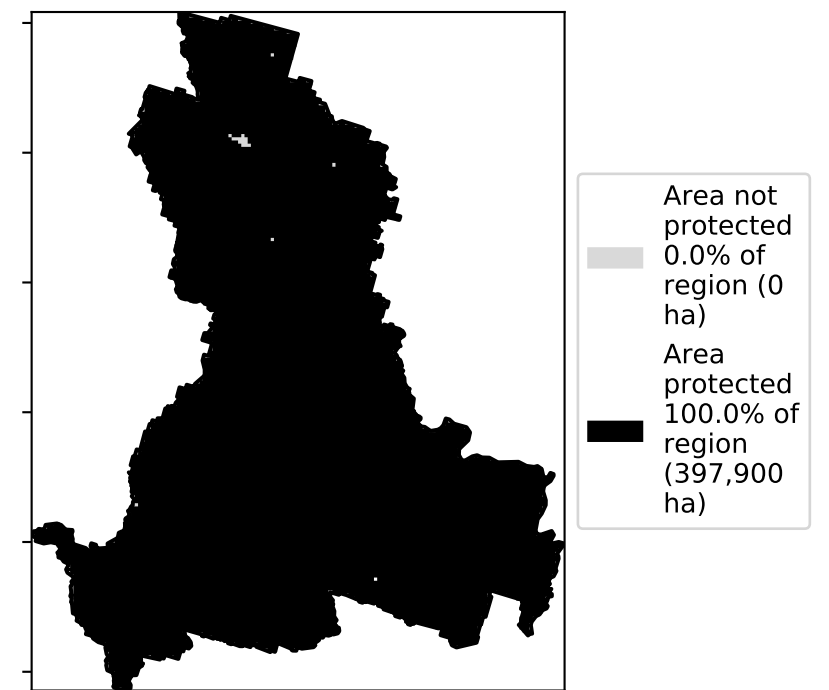 Area not
protected
0.0% of
region (0
ha)
Area
protected
100.0% of
region
(397,900
ha)